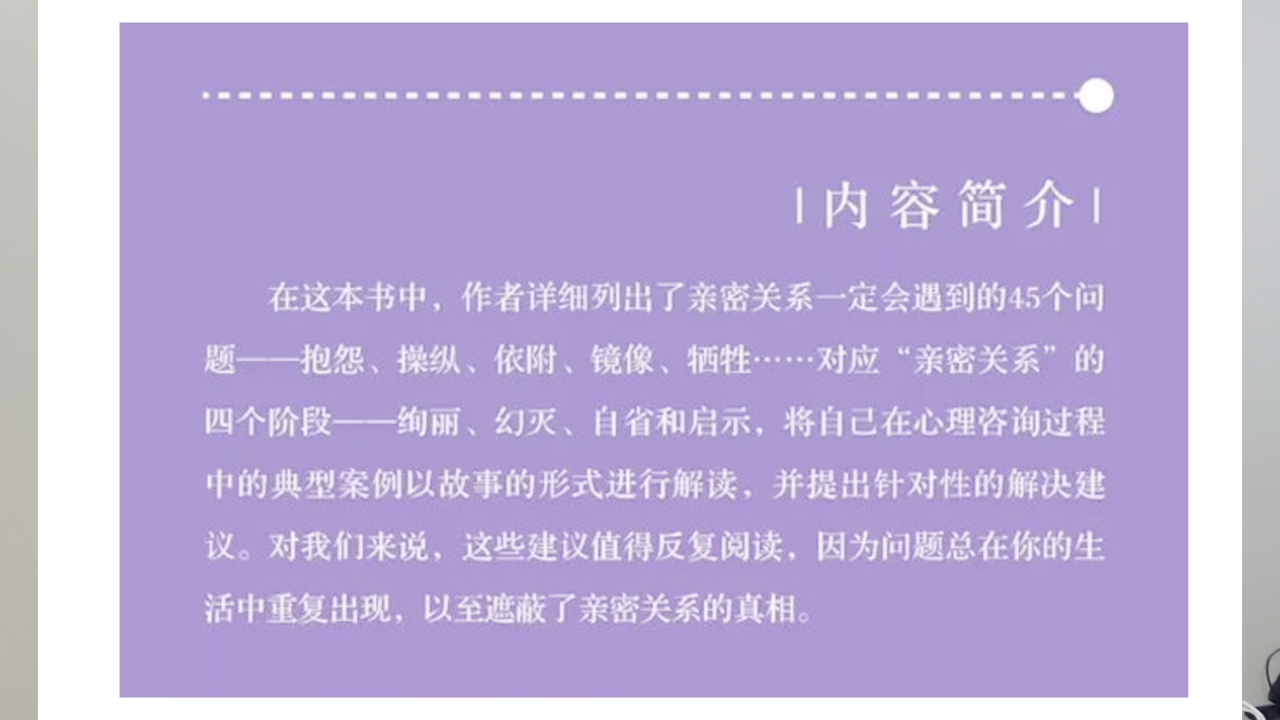 |内容简介|
在这本书中，作者详细列出了亲密关系一定会遇到的45个问
题——抱怨、操纵、依附、镜像、牺牲……对应“亲密关系”的
四个阶段——绚丽、幻灭、自省和启示，将自己在心理咨询过程
中的典型案例以故事的形式进行解读，并提出针对性的解决建
议。对我们来说，这些建议值得反复阅读，因为问题总在你的生
活中重复出现，以至遮蔽了亲密关系的真相。